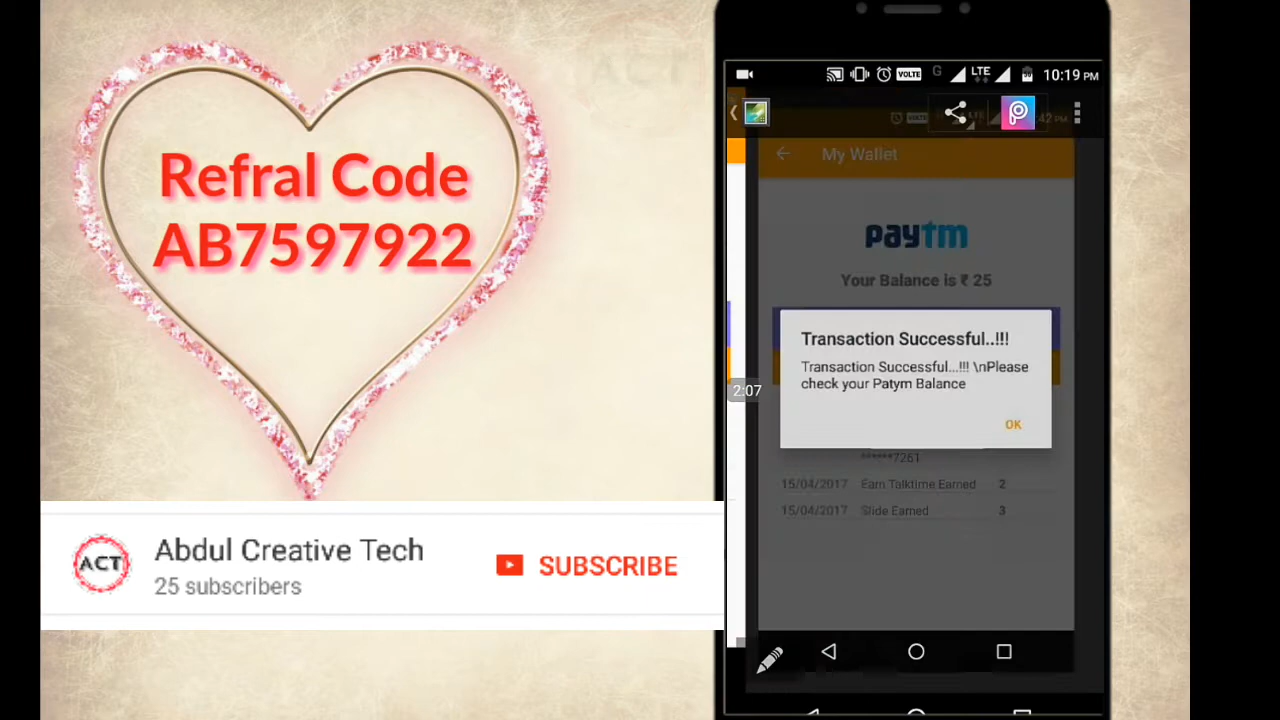 Refral Code
AB7597922
Abdul Creative Tech
25 subscribers
SUBSCRIBE
ACT
VOLTE
G
LTE
10:19 PM
My Wallet
paytm
Your Balance is ₹ 25
Transaction Successful..!!!
Transaction Successful...!!! \nPlease
check your Patym Balance
OK
2:07
******7261
15/04/2017 Earn Talktime Earned 2
15/04/2017 Slide Earned 3